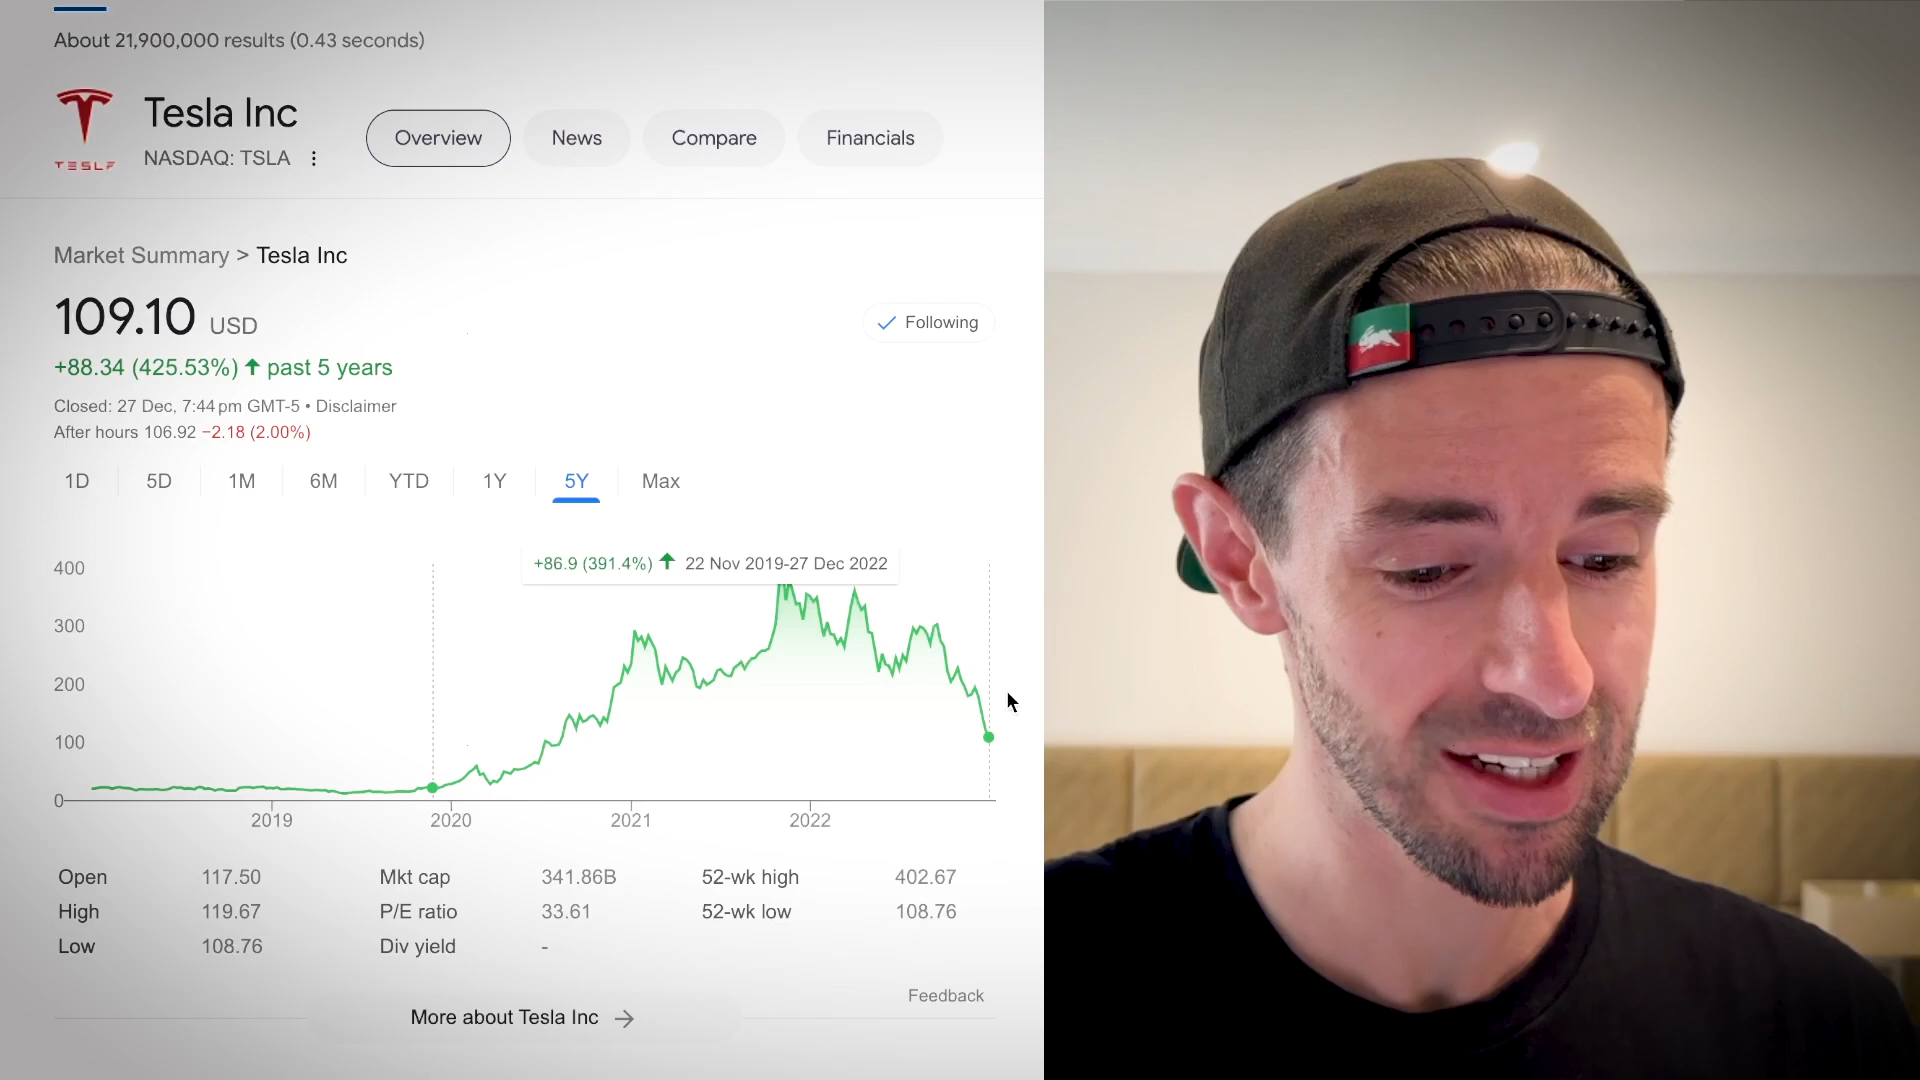 About 21,900,000 results (0.43 seconds)
TESLA
Tesla Inc
NASDAQ: TSLA
Overview
News
Compare
Financials
Market Summary > Tesla Inc
109.10 USD
Following
+88.34 (425.53%) past 5 years
Closed: 27 Dec, 7:44 pm GMT-5 • Disclaimer
After hours 106.92 −2.18 (2.00%)
1D 5D 1M 6M YTD 1Y 5Y Max
+86.9 (391.4%) 22 Nov 2019-27 Dec 2022
400
300
200
100
0
2019 2020 2021 2022
Open 117.50 Mkt cap 341.86B 52-wk high 402.67
High 119.67 P/E ratio 33.61 52-wk low 108.76
Low 108.76 Div yield -
Feedback
More about Tesla Inc